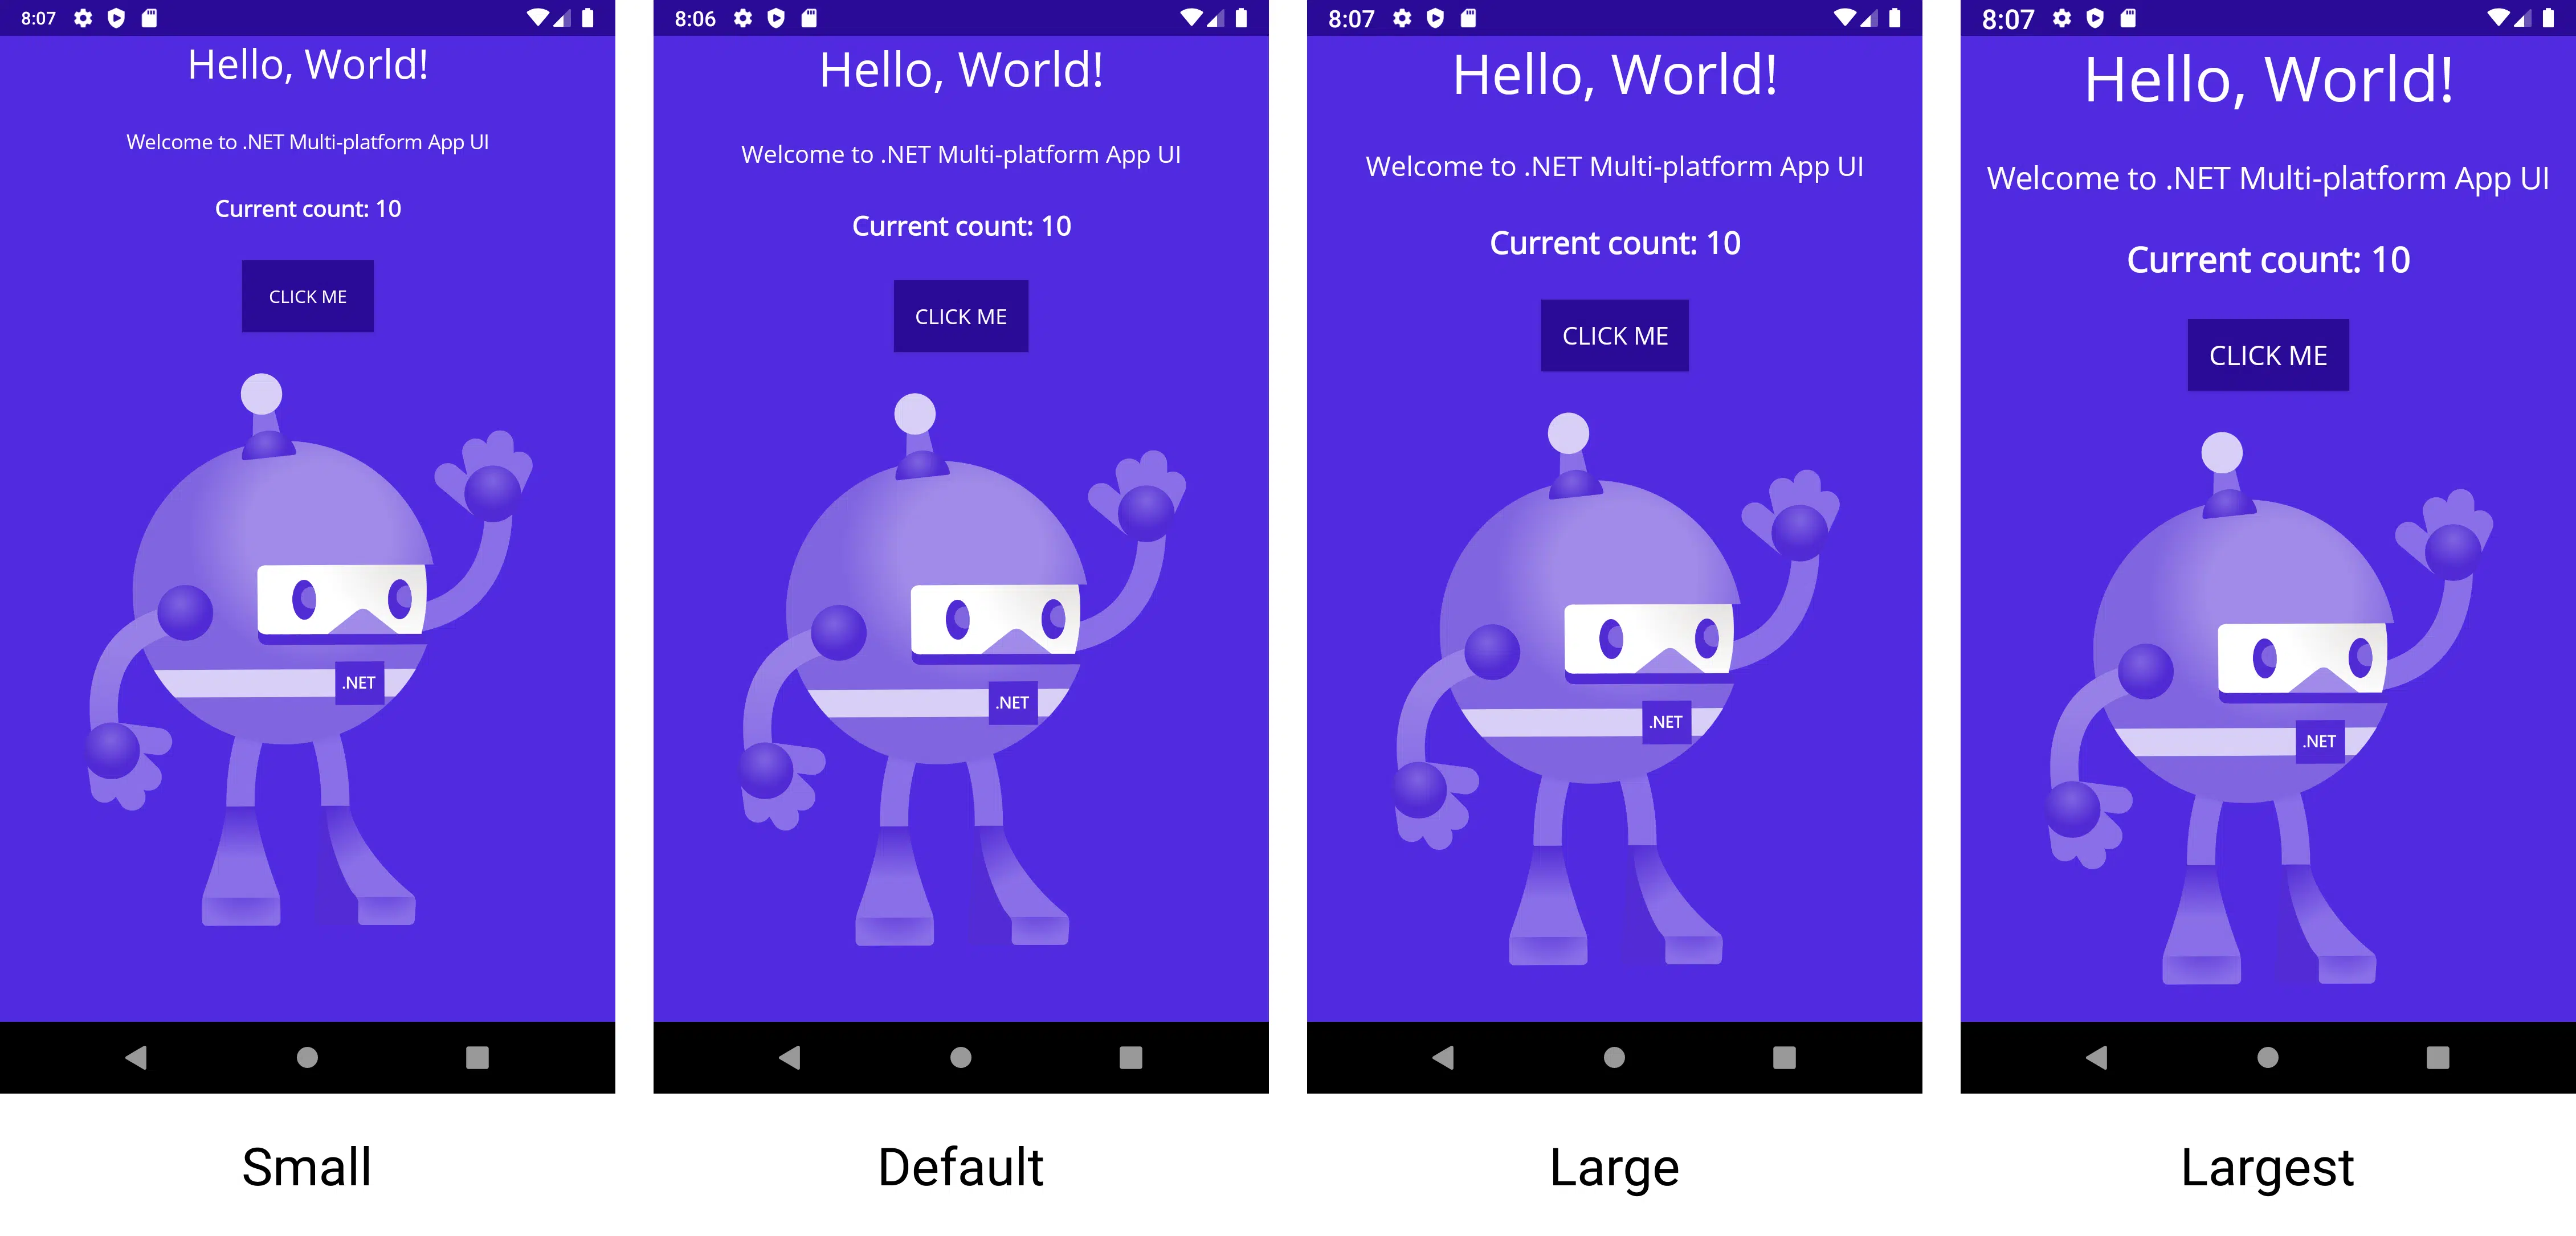 8:07
Hello, World!
Welcome to .NET Multi-platform App UI
Current count: 10
CLICK ME
.NET
Small
8:06
Hello, World!
Welcome to .NET Multi-platform App UI
Current count: 10
CLICK ME
.NET
Default
8:07
Hello, World!
Welcome to .NET Multi-platform App UI
Current count: 10
CLICK ME
.NET
Large
8:07
Hello, World!
Welcome to .NET Multi-platform App UI
Current count: 10
CLICK ME
.NET
Largest